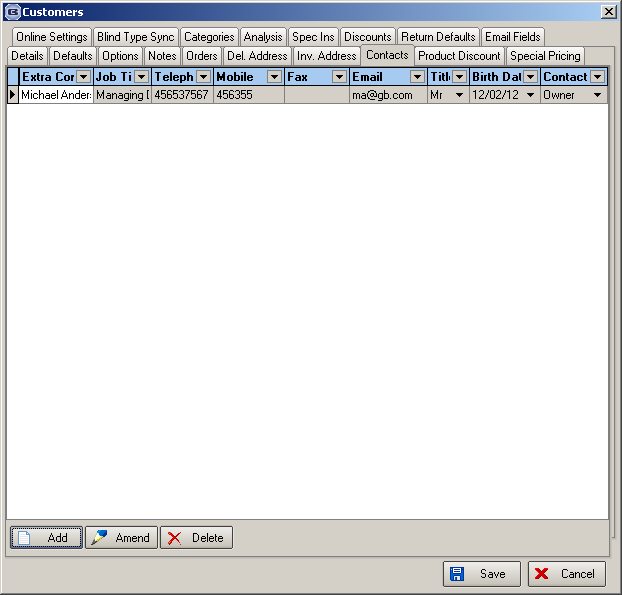 Customers
Online Settings Blind Type Sync Categories Analysis Spec Ins Discounts Return Defaults Email Fields
Details Defaults Options Notes Orders Del. Address Inv. Address Contacts Product Discount Special Pricing
Extra Cor Job Ti Teleph Mobile Fax Email Title Birth Dat Contact
Michael Anders Managing D 456537567 456355 ma@gb.com Mr 12/02/12 Owner
Add Amend Delete
Save Cancel